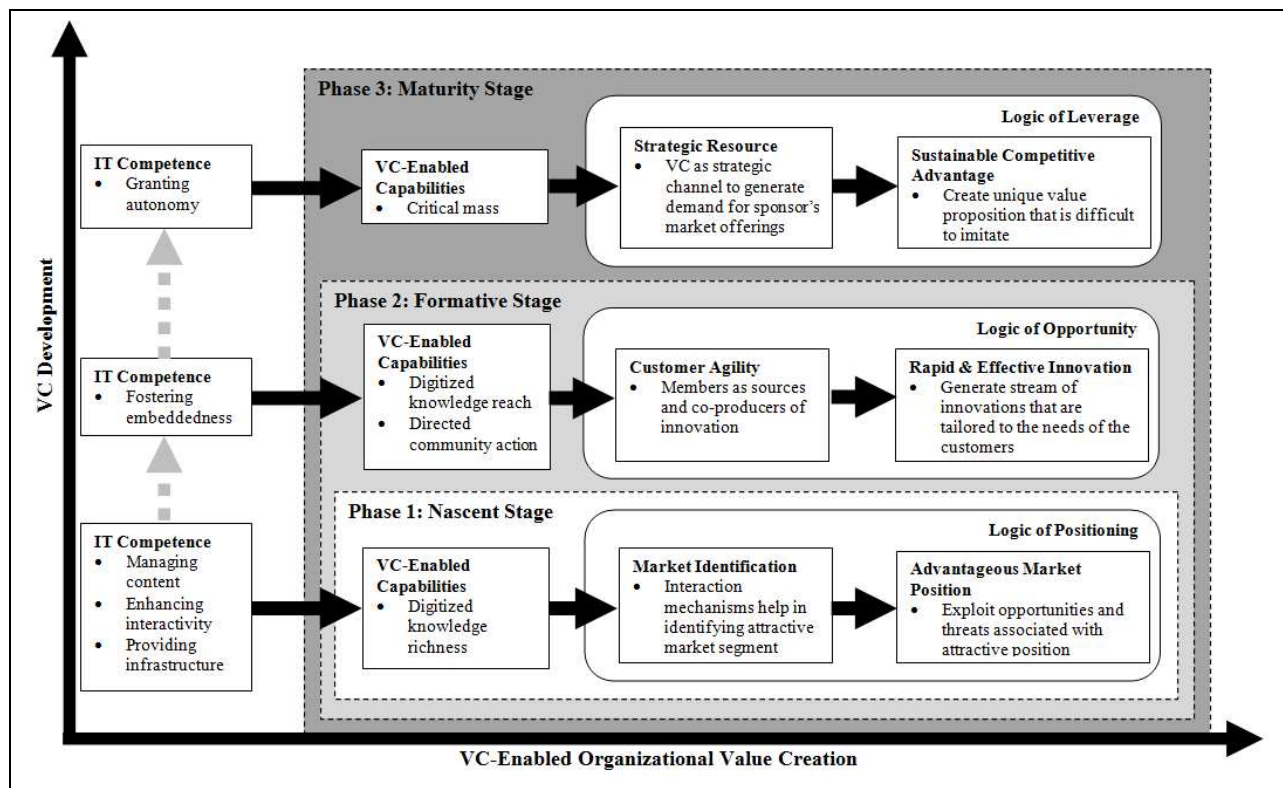 Phase 3: Maturity Stage
Logic of Leverage
IT Competence
• Granting
autonomy
VC-Enabled
Capabilities
• Critical mass
Strategic Resource
• VC as strategic
channel to generate
demand for sponsor's
market offerings
Sustainable Competitive
Advantage
• Create unique value
proposition that is difficult
to imitate
Phase 2: Formative Stage
Logic of Opportunity
IT Competence
• Fostering
embeddedness
VC-Enabled
Capabilities
• Digitized
knowledge reach
• Directed
community action
Customer Agility
• Members as sources
and co-producers of
innovation
Rapid & Effective Innovation
• Generate stream of
innovations that are
tailored to the needs of the
customers
Phase 1: Nascent Stage
Logic of Positioning
IT Competence
• Managing
content
• Enhancing
interactivity
• Providing
infrastructure
VC-Enabled
Capabilities
• Digitized
knowledge
richness
Market Identification
• Interaction
mechanisms help in
identifying attractive
market segment
Advantageous Market
Position
• Exploit opportunities and
threats associated with
attractive position
VC Development
VC-Enabled Organizational Value Creation